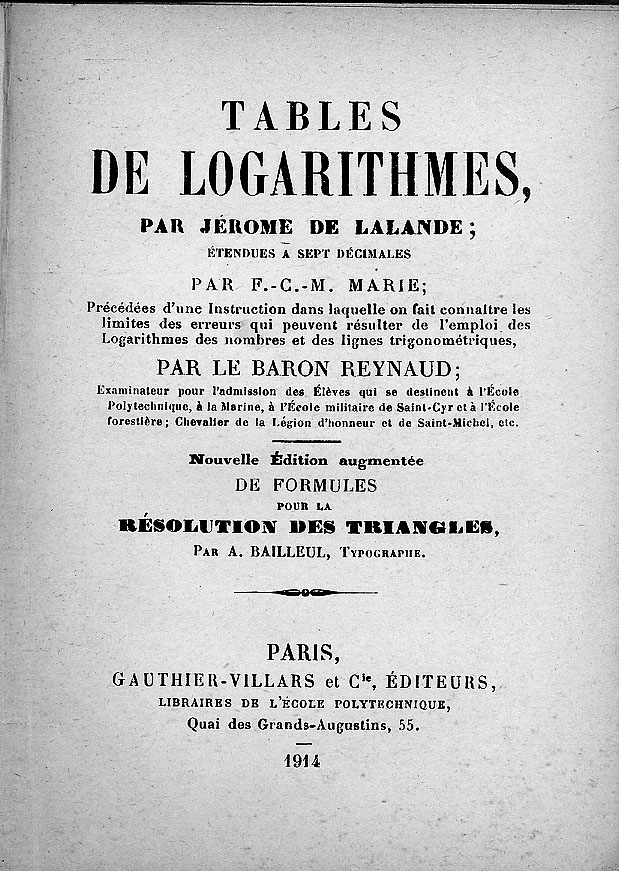 TABLES
DE LOGARITHMES,
PAR JÉROME DE LALANDE;
ÉTENDUES A SEPT DÉCIMALES
PAR F.-C.-M. MARIE;
Précédées d'une Instruction dans laquelle on fait connaître les
limites des erreurs qui peuvent résulter de l'emploi des
Logarithmes des nombres et des lignes trigonométriques,
PAR LE BARON REYNAUD;
Examinateur pour l'admission des Élèves qui se destinent à l'École
Polytechnique, à la Marine, à l'École militaire de Saint-Cyr et à l'École
forestière; Chevalier de la Légion d'honneur et de Saint-Michel, etc.
Nouvelle Édition augmentée
DE FORMULES
POUR LA
RÉSOLUTION DES TRIANGLES,
PAR A. BAILLEUL, TYPOGRAPHE.
PARIS,
GAUTHIER-VILLARS et Cie, ÉDITEURS,
LIBRAIRES DE L'ÉCOLE POLYTECHNIQUE,
Quai des Grands-Augustins, 55.
1914